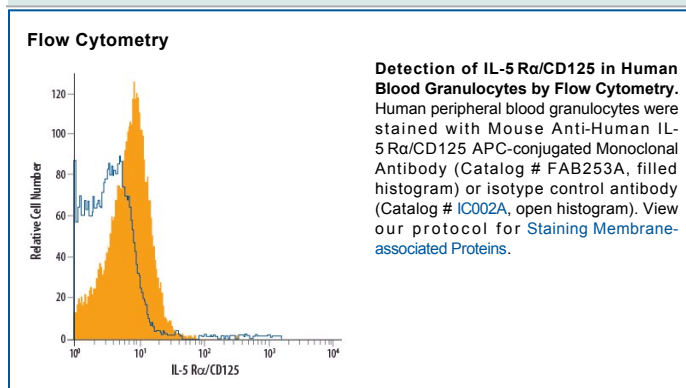 Flow Cytometry
Detection of IL-5 Rα/CD125 in Human
Blood Granulocytes by Flow Cytometry.
Human peripheral blood granulocytes were
stained with Mouse Anti-Human IL-
5 Rα/CD125 APC-conjugated Monoclonal
Antibody (Catalog # FAB253A, filled
histogram) or isotype control antibody
(Catalog # IC002A, open histogram). View
our protocol for Staining Membrane-
associated Proteins.
Relative Cell Number
120
100
80
60
40
20
0
10⁰ 10¹ 10² 10³ 10⁴
IL-5 Rα/CD125